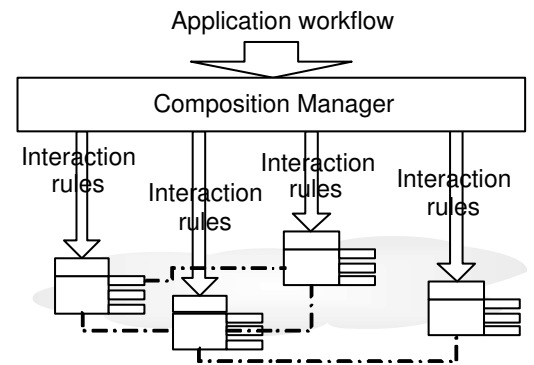 Application workflow
Composition Manager
Interaction
rules
Interaction
rules
Interaction
rules
Interaction
rules